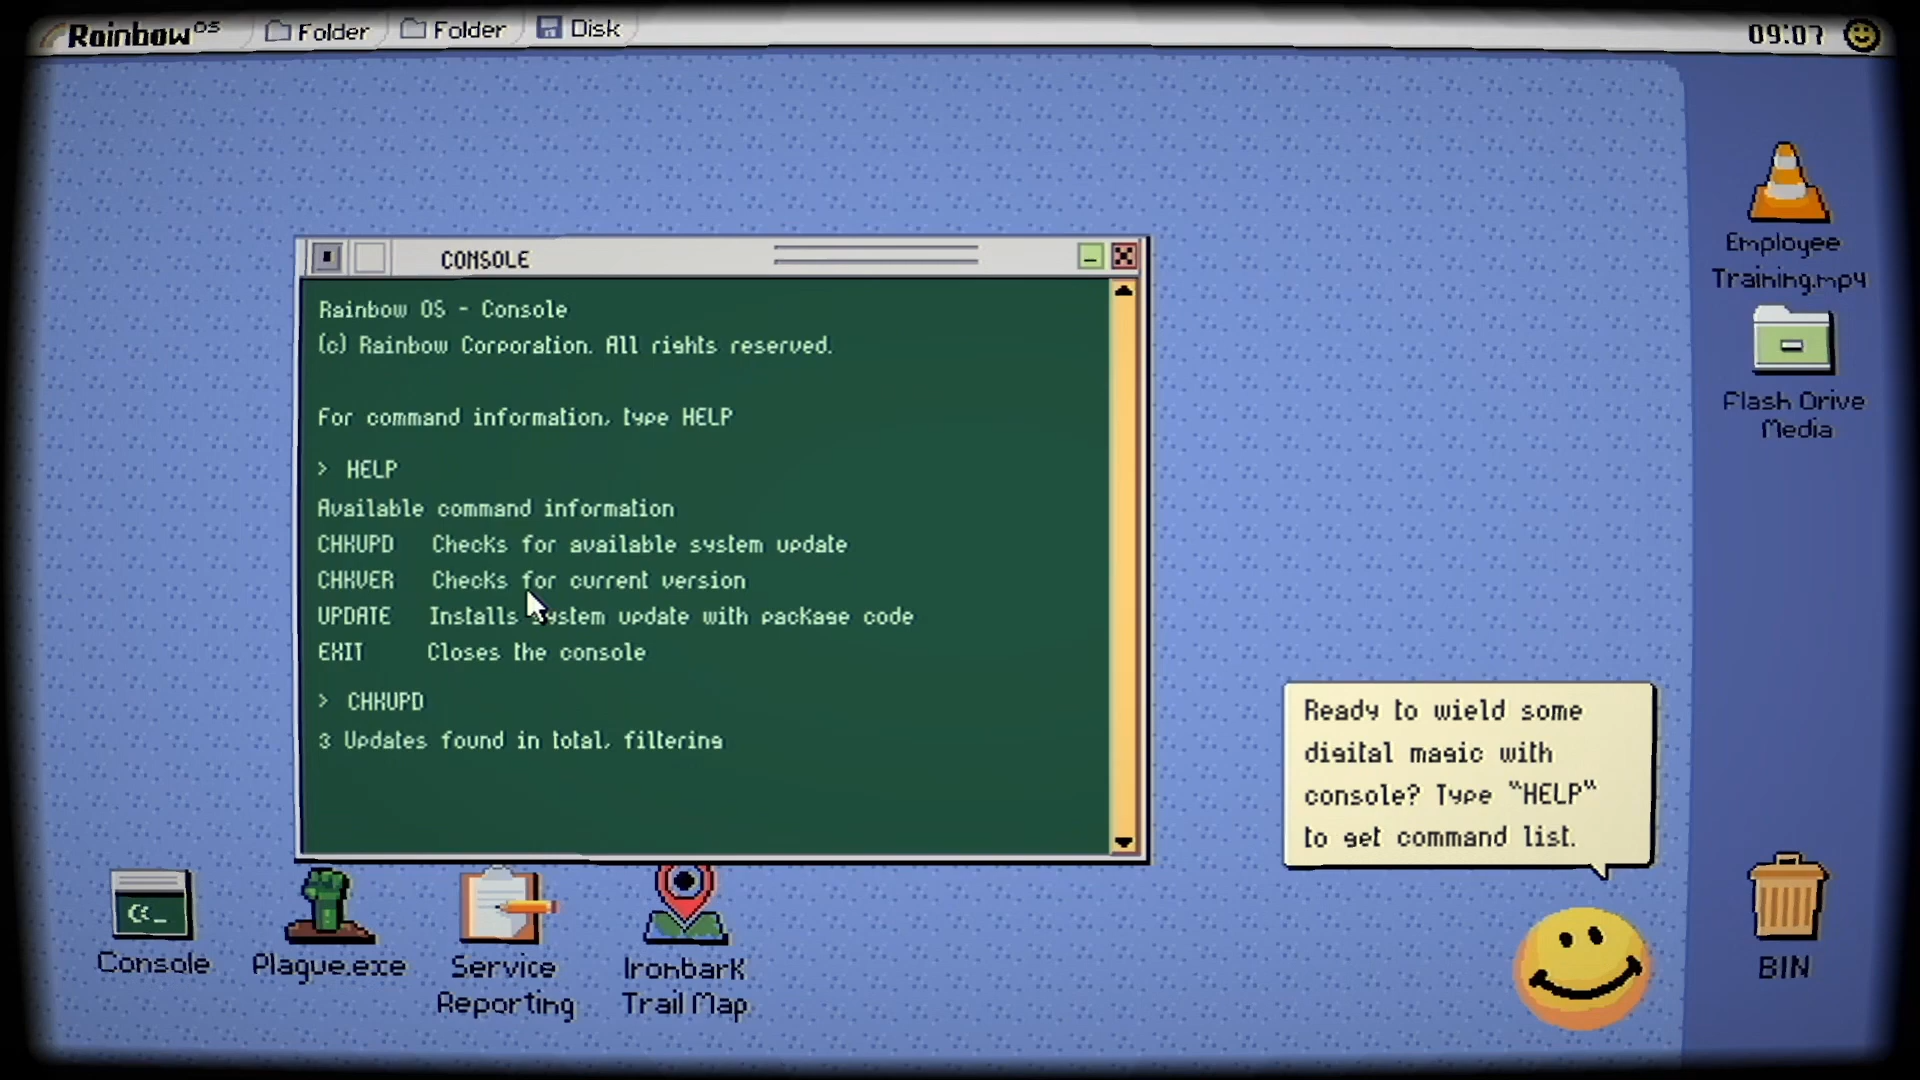 Rainbow OS
Folder
Folder
Disk
09:07
Employee
Training.mp4
Flash Drive
Media
CONSOLE
Rainbow OS - Console
(c) Rainbow Corporation. All rights reserved.
For command information, type HELP
> HELP
Available command information
CHKUPD Checks for available system update
CHKVER Checks for current version
UPDATE Installs system update with package code
EXIT Closes the console
> CHKUPD
3 Updates found in total, filtering
Ready to wield some
digital magic with
console? Type "HELP"
to get command list.
Console
Plague.exe
Service
Reporting
Ironbark
Trail Map
BIN